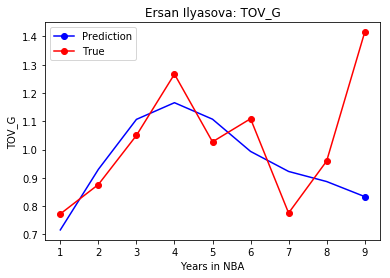 Ersan Ilyasova: TOV_G
Prediction
True
TOV_G
1.4
1.3
1.2
1.1
1.0
0.9
0.8
0.7
1 2 3 4 5 6 7 8 9
Years in NBA